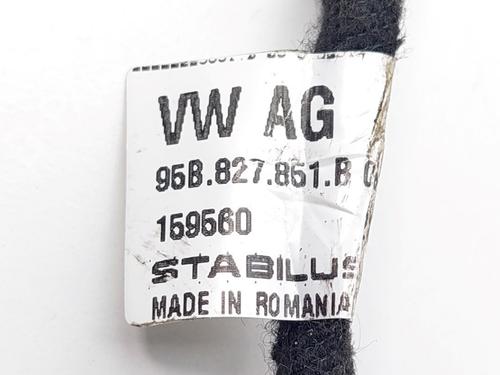 VW AG
95B.827.851.B
159560
STABILUS
MADE IN ROMANIA